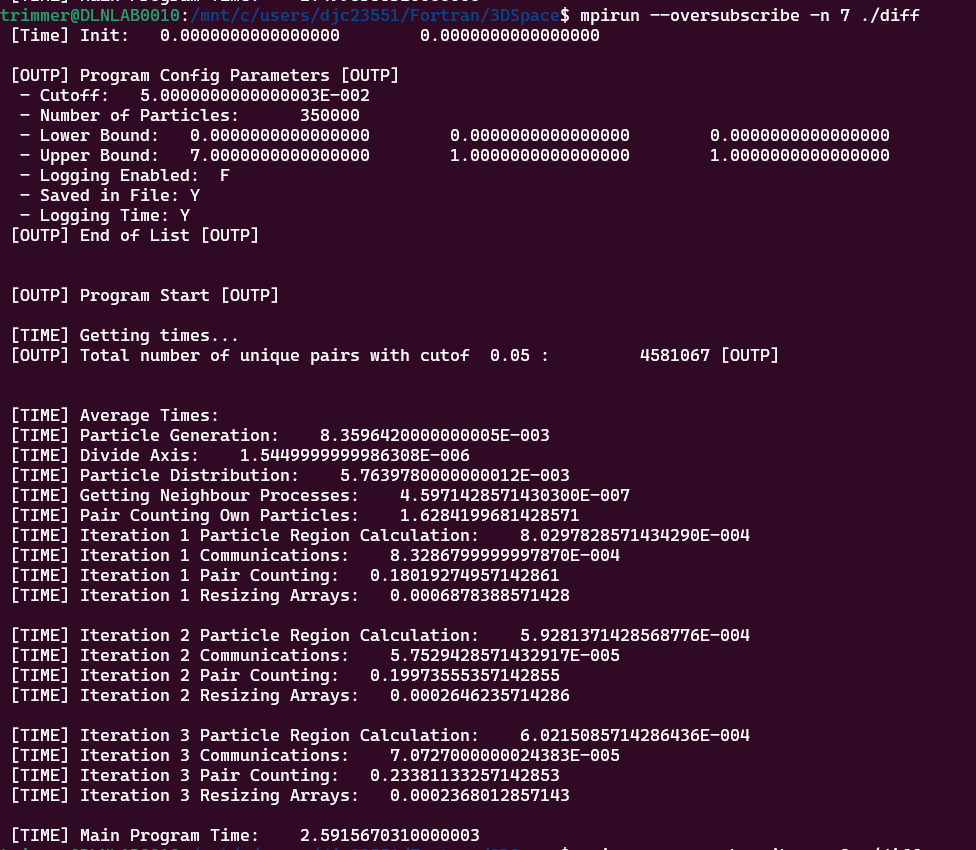 trimmer@DLNLAB0010:/mnt/c/users/djc23551/Fortran/3DSpace$ mpirun --oversubscribe -n 7 ./diff
[Time] Init: 0.0000000000000000 0.0000000000000000
[OUTP] Program Config Parameters [OUTP]
- Cutoff: 5.0000000000000003E-002
- Number of Particles: 350000
- Lower Bound: 0.0000000000000000 0.0000000000000000 0.0000000000000000
- Upper Bound: 7.0000000000000000 1.0000000000000000 1.0000000000000000
- Logging Enabled: F
- Saved in File: Y
- Logging Time: Y
[OUTP] End of List [OUTP]
[OUTP] Program Start [OUTP]
[TIME] Getting times...
[OUTP] Total number of unique pairs with cutof 0.05 : 4581067 [OUTP]
[TIME] Average Times:
[TIME] Particle Generation: 8.3596420000000005E-003
[TIME] Divide Axis: 1.5449999999986308E-006
[TIME] Particle Distribution: 5.7639780000000012E-003
[TIME] Getting Neighbour Processes: 4.5971428571430300E-007
[TIME] Pair Counting Own Particles: 1.6284199681428571
[TIME] Iteration 1 Particle Region Calculation: 8.0297828571434290E-004
[TIME] Iteration 1 Communications: 8.3286799999997870E-004
[TIME] Iteration 1 Pair Counting: 0.18019274957142861
[TIME] Iteration 1 Resizing Arrays: 0.0006878388571428
[TIME] Iteration 2 Particle Region Calculation: 5.9281371428568776E-004
[TIME] Iteration 2 Communications: 5.7529428571432917E-005
[TIME] Iteration 2 Pair Counting: 0.19973555357142855
[TIME] Iteration 2 Resizing Arrays: 0.0002646235714286
[TIME] Iteration 3 Particle Region Calculation: 6.0215085714286436E-004
[TIME] Iteration 3 Communications: 7.0727000000024383E-005
[TIME] Iteration 3 Pair Counting: 0.23381133257142853
[TIME] Iteration 3 Resizing Arrays: 0.0002368012857143
[TIME] Main Program Time: 2.5915670310000003